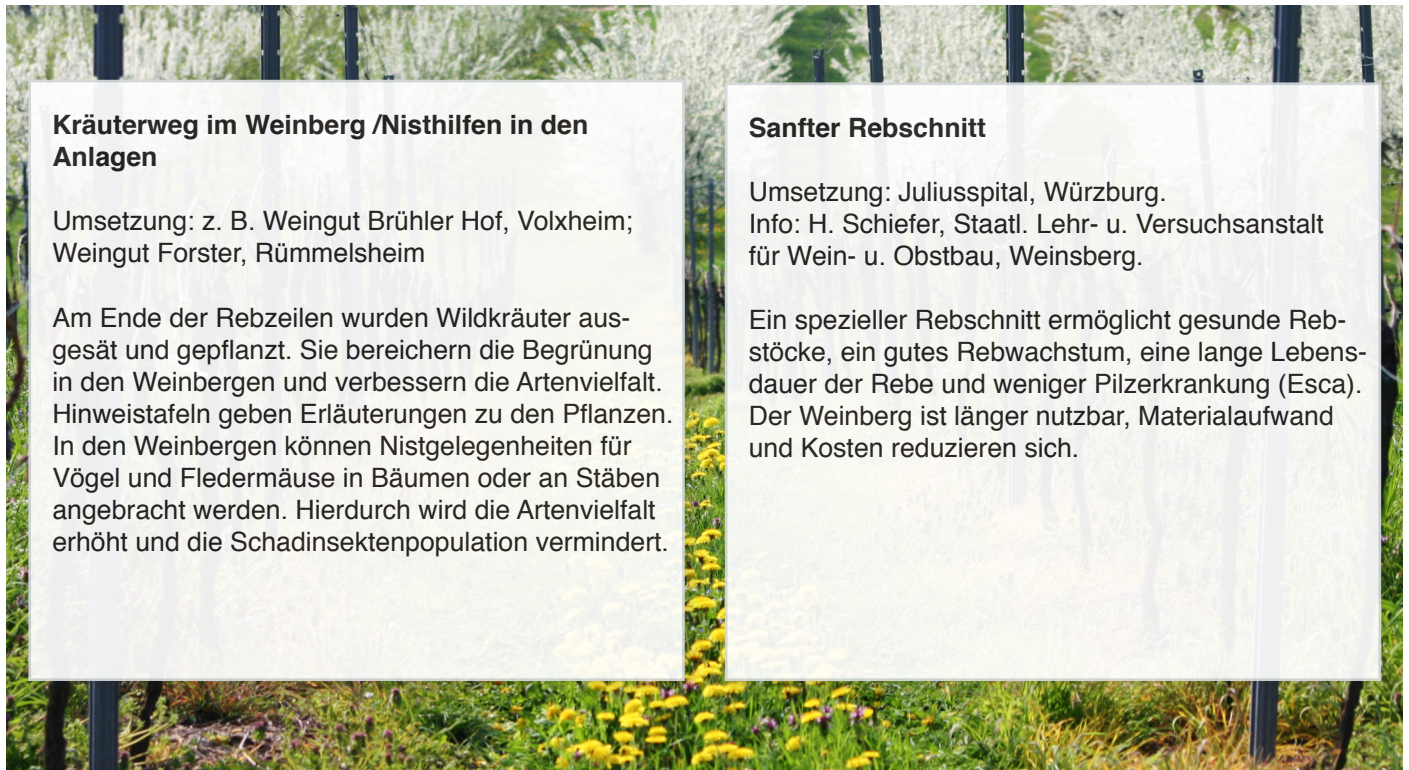 Kräuterweg im Weinberg /Nisthilfen in den
Anlagen
Umsetzung: z. B. Weingut Brühler Hof, Volxheim;
Weingut Forster, Rümmelsheim
Am Ende der Rebzeilen wurden Wildkräuter aus-
gesät und gepflanzt. Sie bereichern die Begrünung
in den Weinbergen und verbessern die Artenvielfalt.
Hinweistafeln geben Erläuterungen zu den Pflanzen.
In den Weinbergen können Nistgelegenheiten für
Vögel und Fledermäuse in Bäumen oder an Stäben
angebracht werden. Hierdurch wird die Artenvielfalt
erhöht und die Schadinsektenpopulation vermindert.
Sanfter Rebschnitt
Umsetzung: Juliusspital, Würzburg.
Info: H. Schiefer, Staatl. Lehr- u. Versuchsanstalt
für Wein- u. Obstbau, Weinsberg.
Ein spezieller Rebschnitt ermöglicht gesunde Reb-
stöcke, ein gutes Rebwachstum, eine lange Lebens-
dauer der Rebe und weniger Pilzerkrankung (Esca).
Der Weinberg ist länger nutzbar, Materialaufwand
und Kosten reduzieren sich.